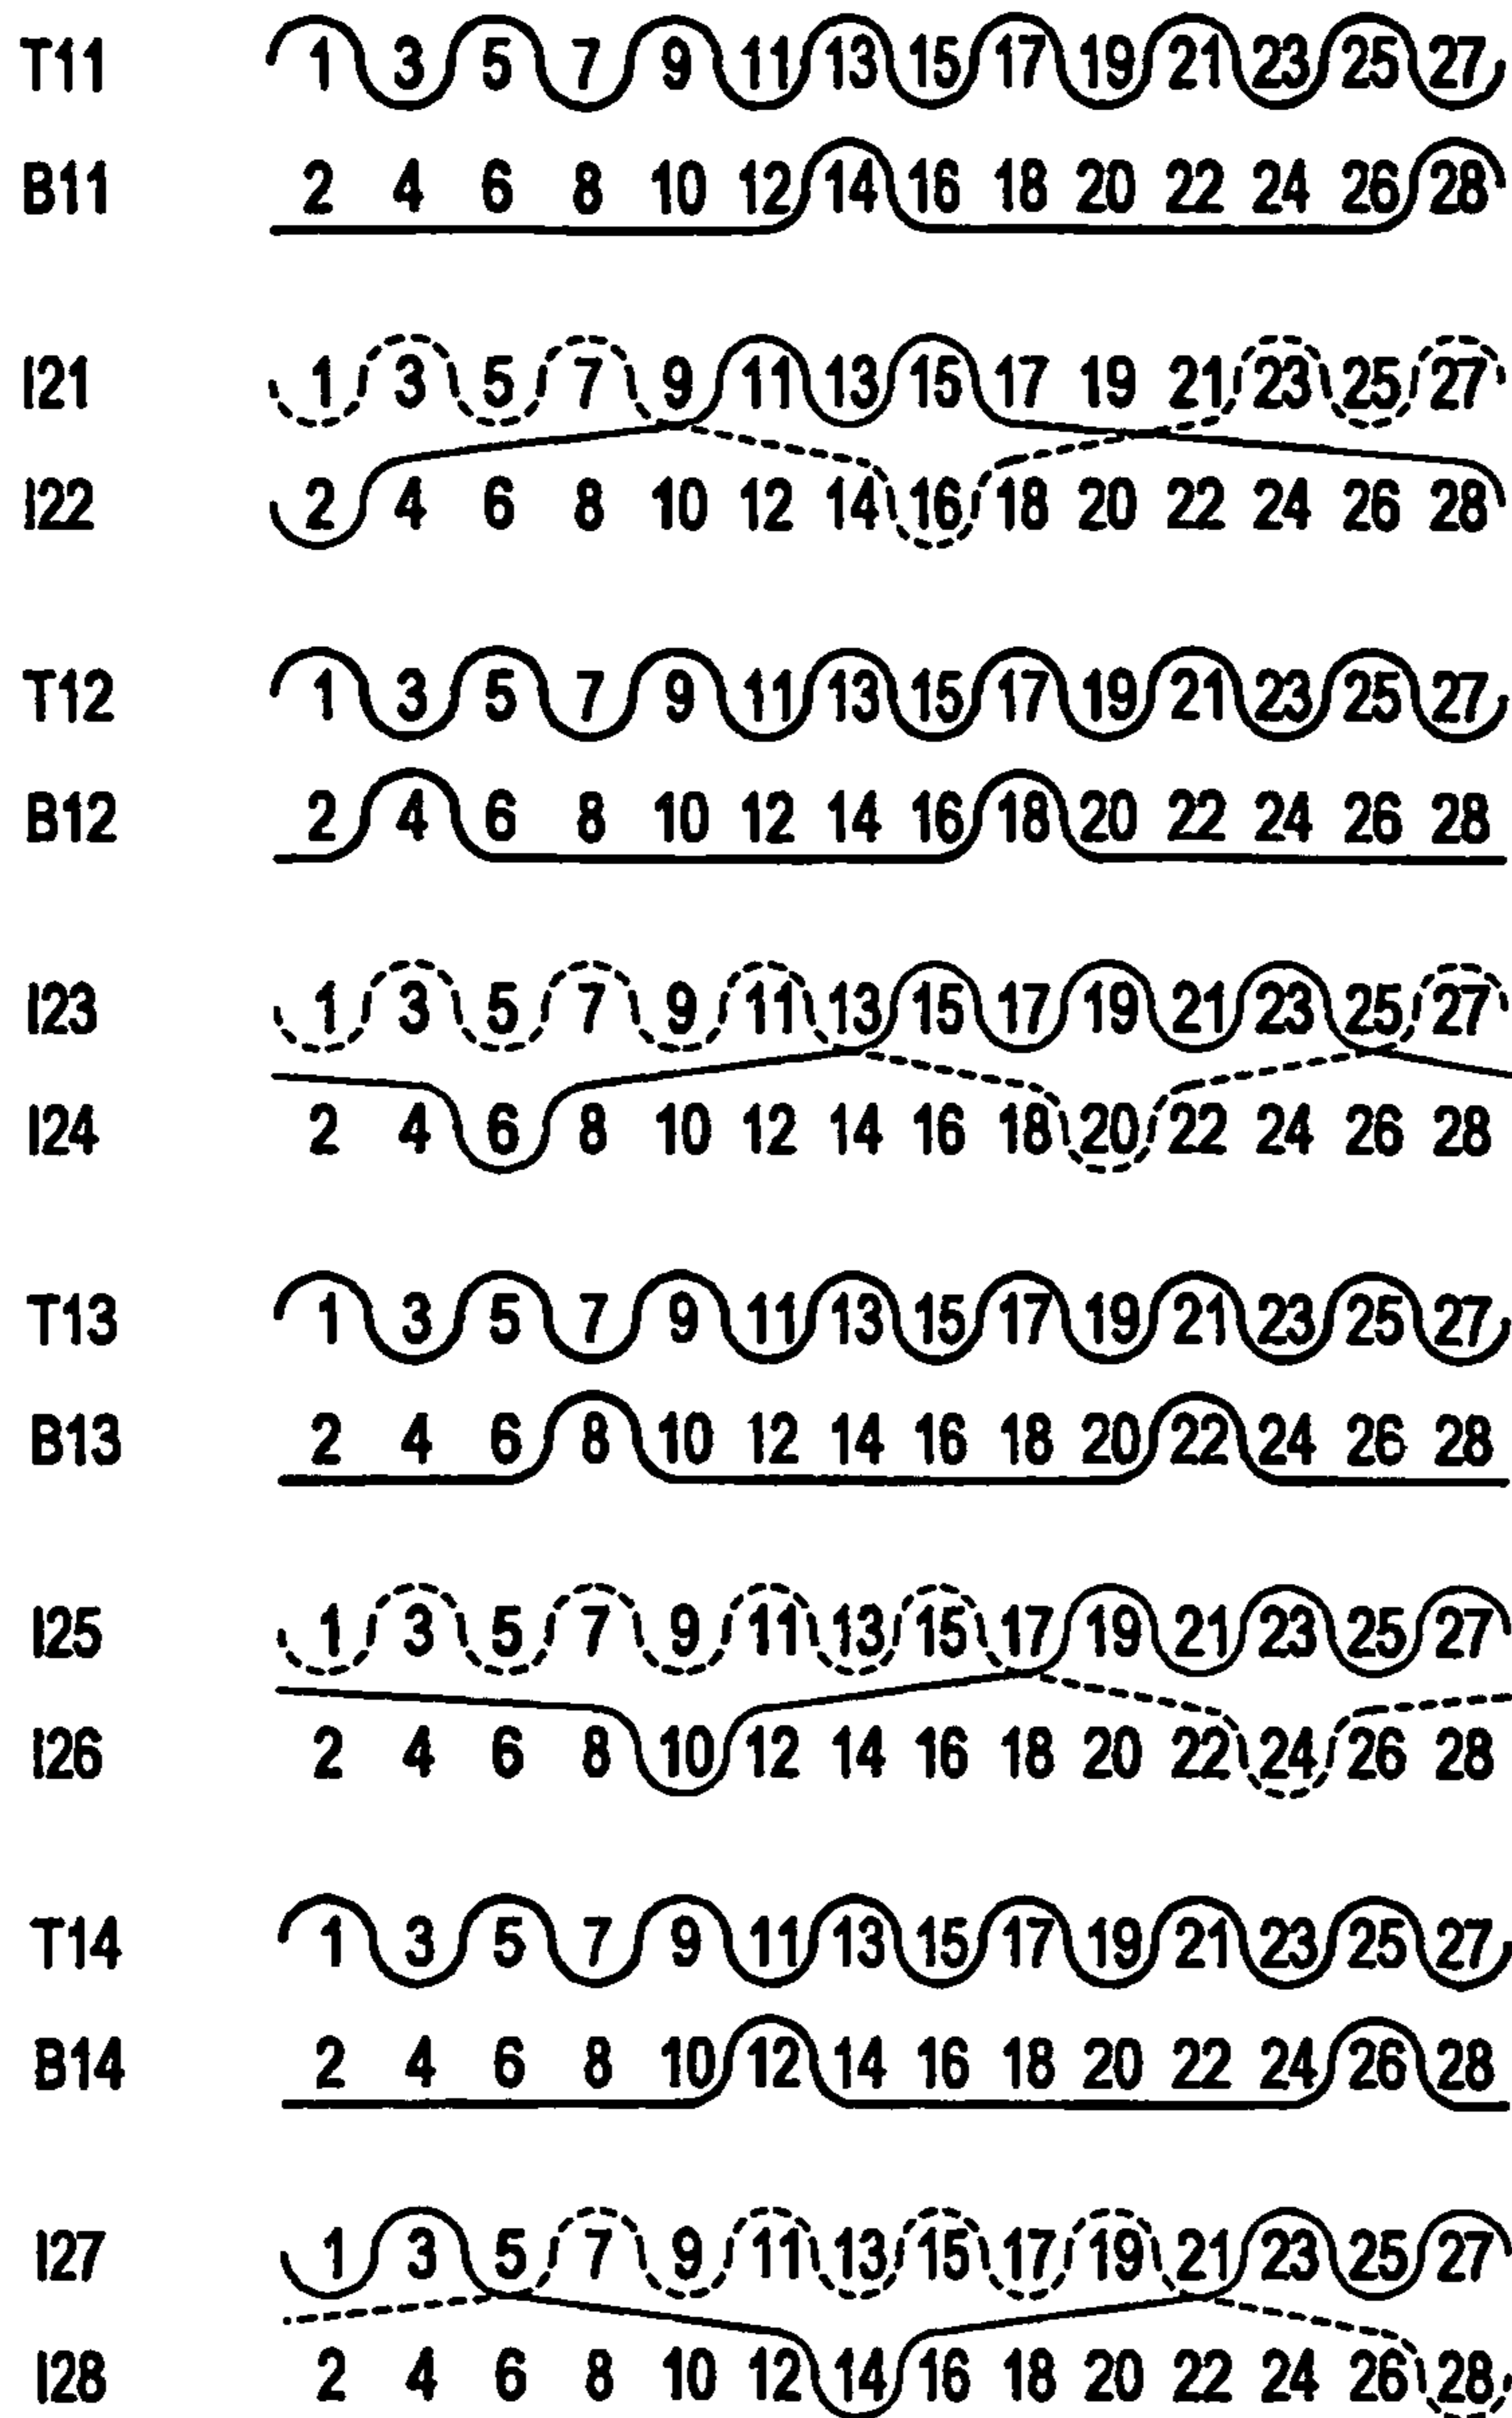 T11 1 3 5 7 9 11 13 15 17 19 21 23 25 27
B11 2 4 6 8 10 12 14 16 18 20 22 24 26 28
I21 1 3 5 7 9 11 13 15 17 19 21 23 25 27
I22 2 4 6 8 10 12 14 16 18 20 22 24 26 28
T12 1 3 5 7 9 11 13 15 17 19 21 23 25 27
B12 2 4 6 8 10 12 14 16 18 20 22 24 26 28
I23 1 3 5 7 9 11 13 15 17 19 21 23 25 27
I24 2 4 6 8 10 12 14 16 18 20 22 24 26 28
T13 1 3 5 7 9 11 13 15 17 19 21 23 25 27
B13 2 4 6 8 10 12 14 16 18 20 22 24 26 28
I25 1 3 5 7 9 11 13 15 17 19 21 23 25 27
I26 2 4 6 8 10 12 14 16 18 20 22 24 26 28
T14 1 3 5 7 9 11 13 15 17 19 21 23 25 27
B14 2 4 6 8 10 12 14 16 18 20 22 24 26 28
I27 1 3 5 7 9 11 13 15 17 19 21 23 25 27
I28 2 4 6 8 10 12 14 16 18 20 22 24 26 28